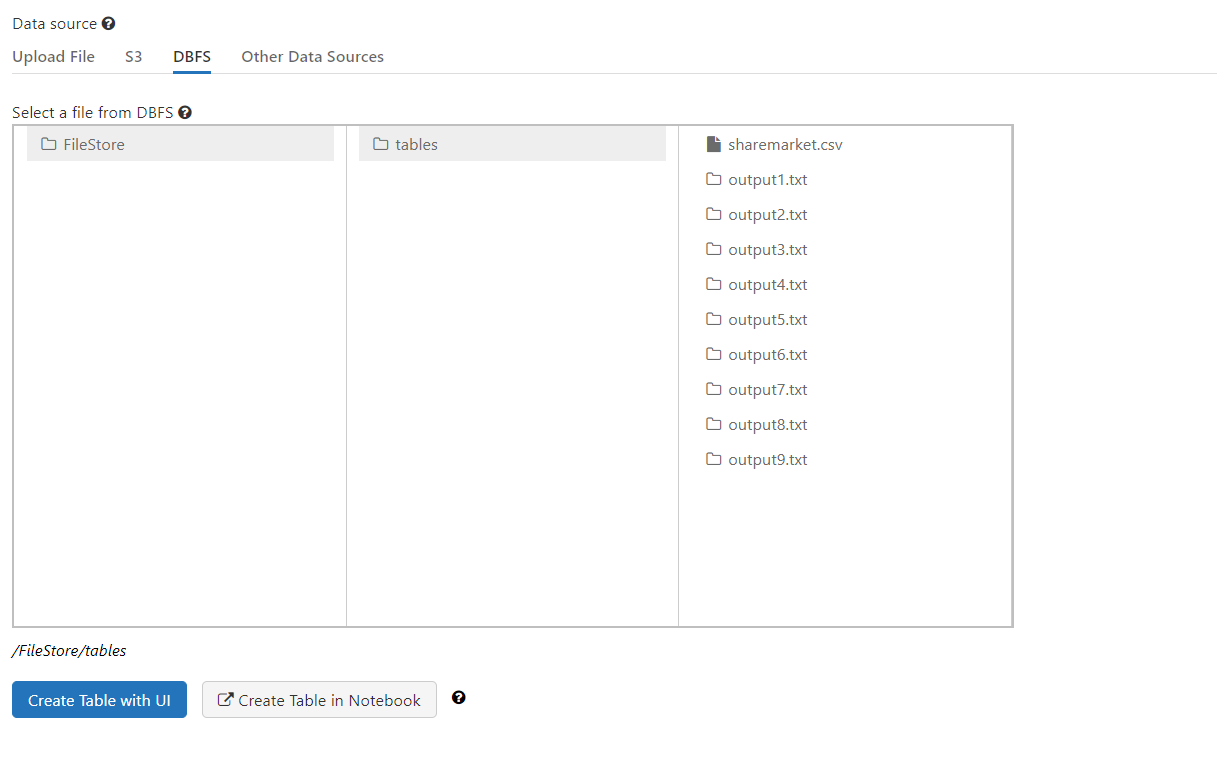 Data source
Upload File S3 DBFS Other Data Sources
Select a file from DBFS
FileStore
tables
sharemarket.csv
output1.txt
output2.txt
output3.txt
output4.txt
output5.txt
output6.txt
output7.txt
output8.txt
output9.txt
/FileStore/tables
Create Table with UI Create Table in Notebook